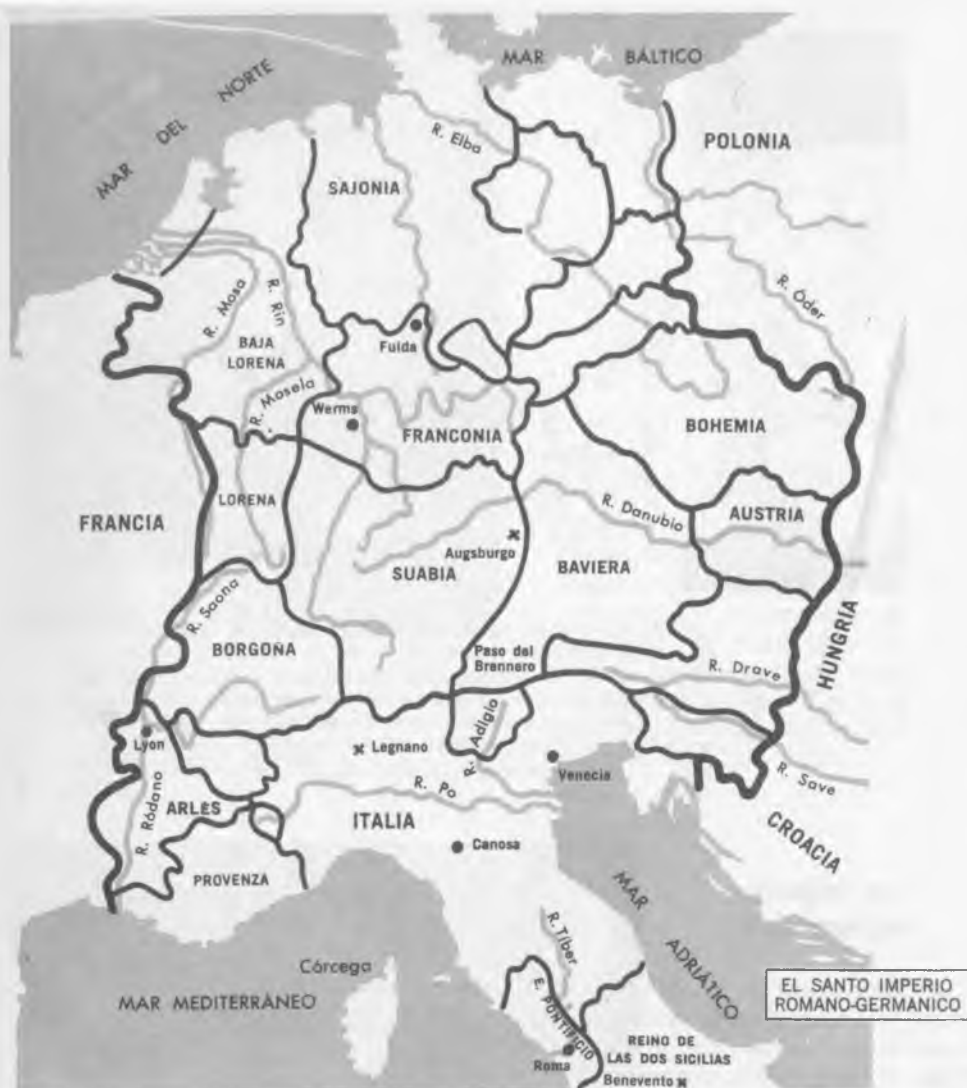 MAR DEL NORTE
MAR BÁLTICO
POLONIA
R. Elba
SAJONIA
R. Óder
R. Mosa
R. Rin
BAJA
LORENA
Fulda
R. Mosela
Werms
FRANCONIA
BOHEMIA
LORENA
FRANCIA
R. Danubio
AUSTRIA
Augsburgo
SUABIA
BAVIERA
R. Saona
BORGOÑA
HUNGRIA
Paso del
Brennero
R. Drave
Lyon
Legnano
R. Adigio
Venecia
R. Save
R. Po
ARLES
R. Ródano
ITALIA
CROACIA
Canosa
PROVENZA
MAR ADRIÁTICO
R. Tíber
Córcega
MAR MEDITERRÁNEO
E. PONTIFICIO
EL SANTO IMPERIO
ROMANO-GERMANICO
REINO DE
LAS DOS SICILIAS
Roma
Benevento